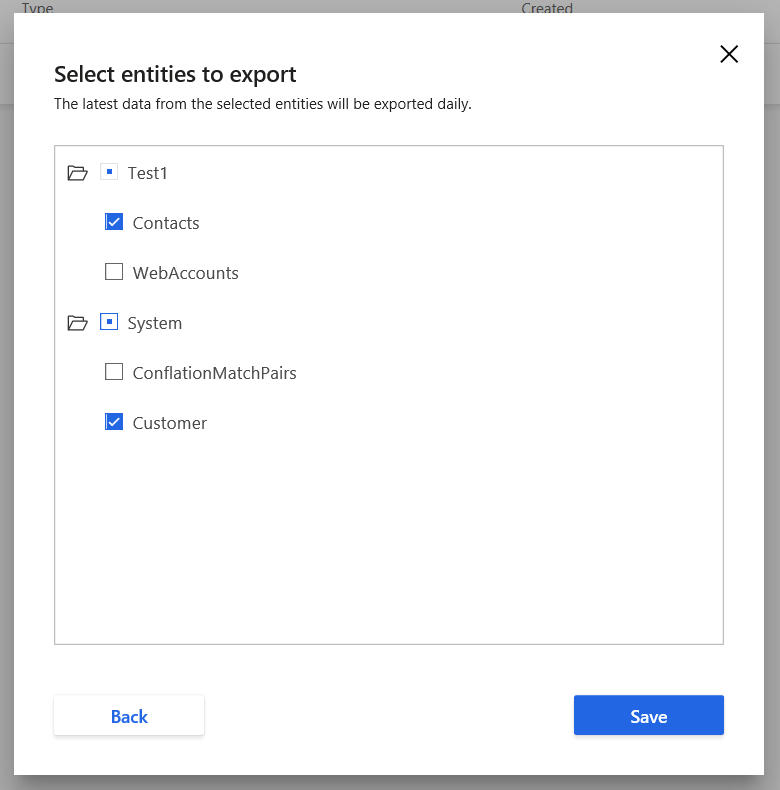 Type Created
Select entities to export
The latest data from the selected entities will be exported daily.
Test1
Contacts
WebAccounts
System
ConflationMatchPairs
Customer
Back Save